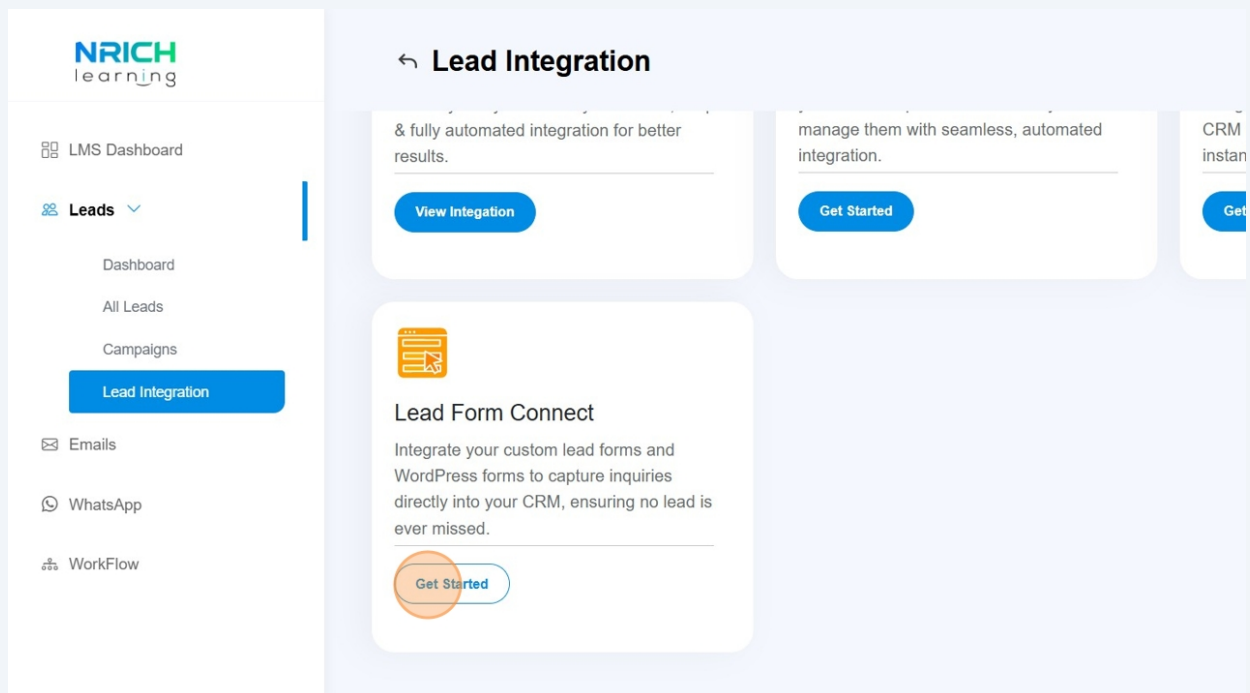 NRICH
learning
LMS Dashboard
Leads
Dashboard
All Leads
Campaigns
Lead Integration
Emails
WhatsApp
WorkFlow
Lead Integration
& fully automated integration for better
results.
View Integation
manage them with seamless, automated
integration.
Get Started
CRM
instan
Get
Lead Form Connect
Integrate your custom lead forms and
WordPress forms to capture inquiries
directly into your CRM, ensuring no lead is
ever missed.
Get Started